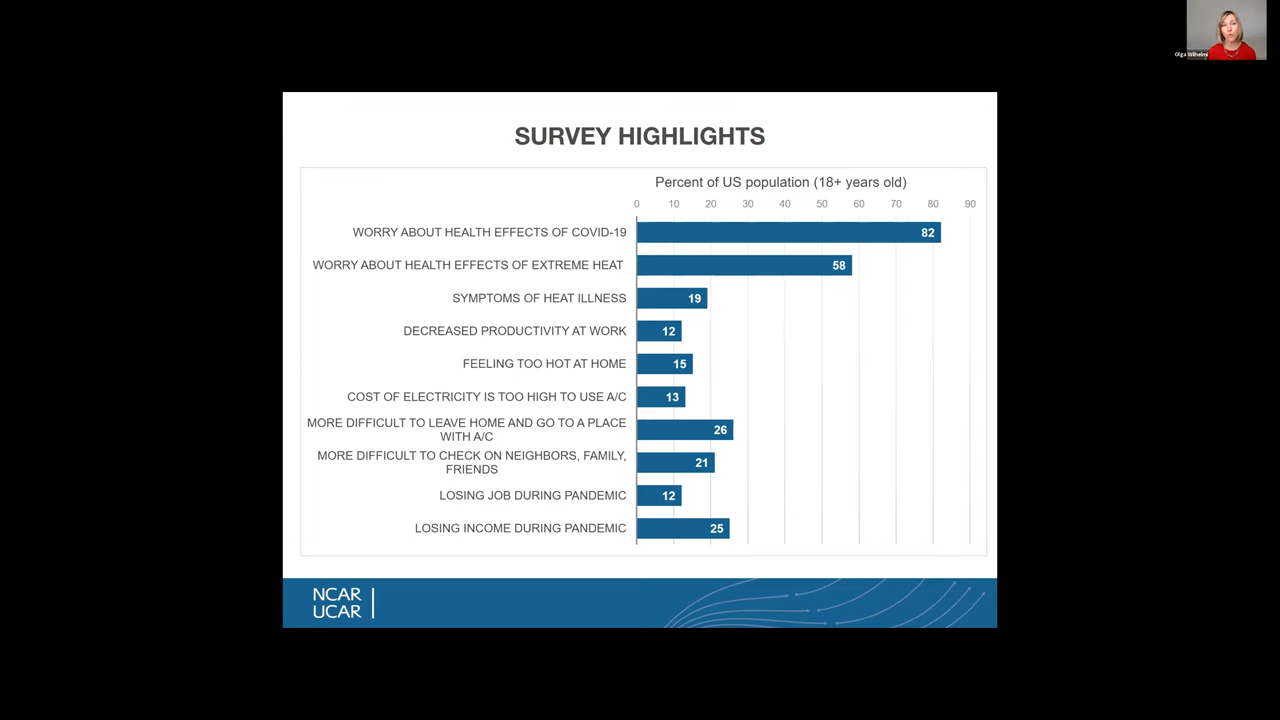 Olga Wilhelmi
SURVEY HIGHLIGHTS
Percent of US population (18+ years old)
0 10 20 30 40 50 60 70 80 90
WORRY ABOUT HEALTH EFFECTS OF COVID-19 82
WORRY ABOUT HEALTH EFFECTS OF EXTREME HEAT 58
SYMPTOMS OF HEAT ILLNESS 19
DECREASED PRODUCTIVITY AT WORK 12
FEELING TOO HOT AT HOME 15
COST OF ELECTRICITY IS TOO HIGH TO USE A/C 13
MORE DIFFICULT TO LEAVE HOME AND GO TO A PLACE
WITH A/C 26
MORE DIFFICULT TO CHECK ON NEIGHBORS, FAMILY,
FRIENDS 21
LOSING JOB DURING PANDEMIC 12
LOSING INCOME DURING PANDEMIC 25
NCAR
UCAR